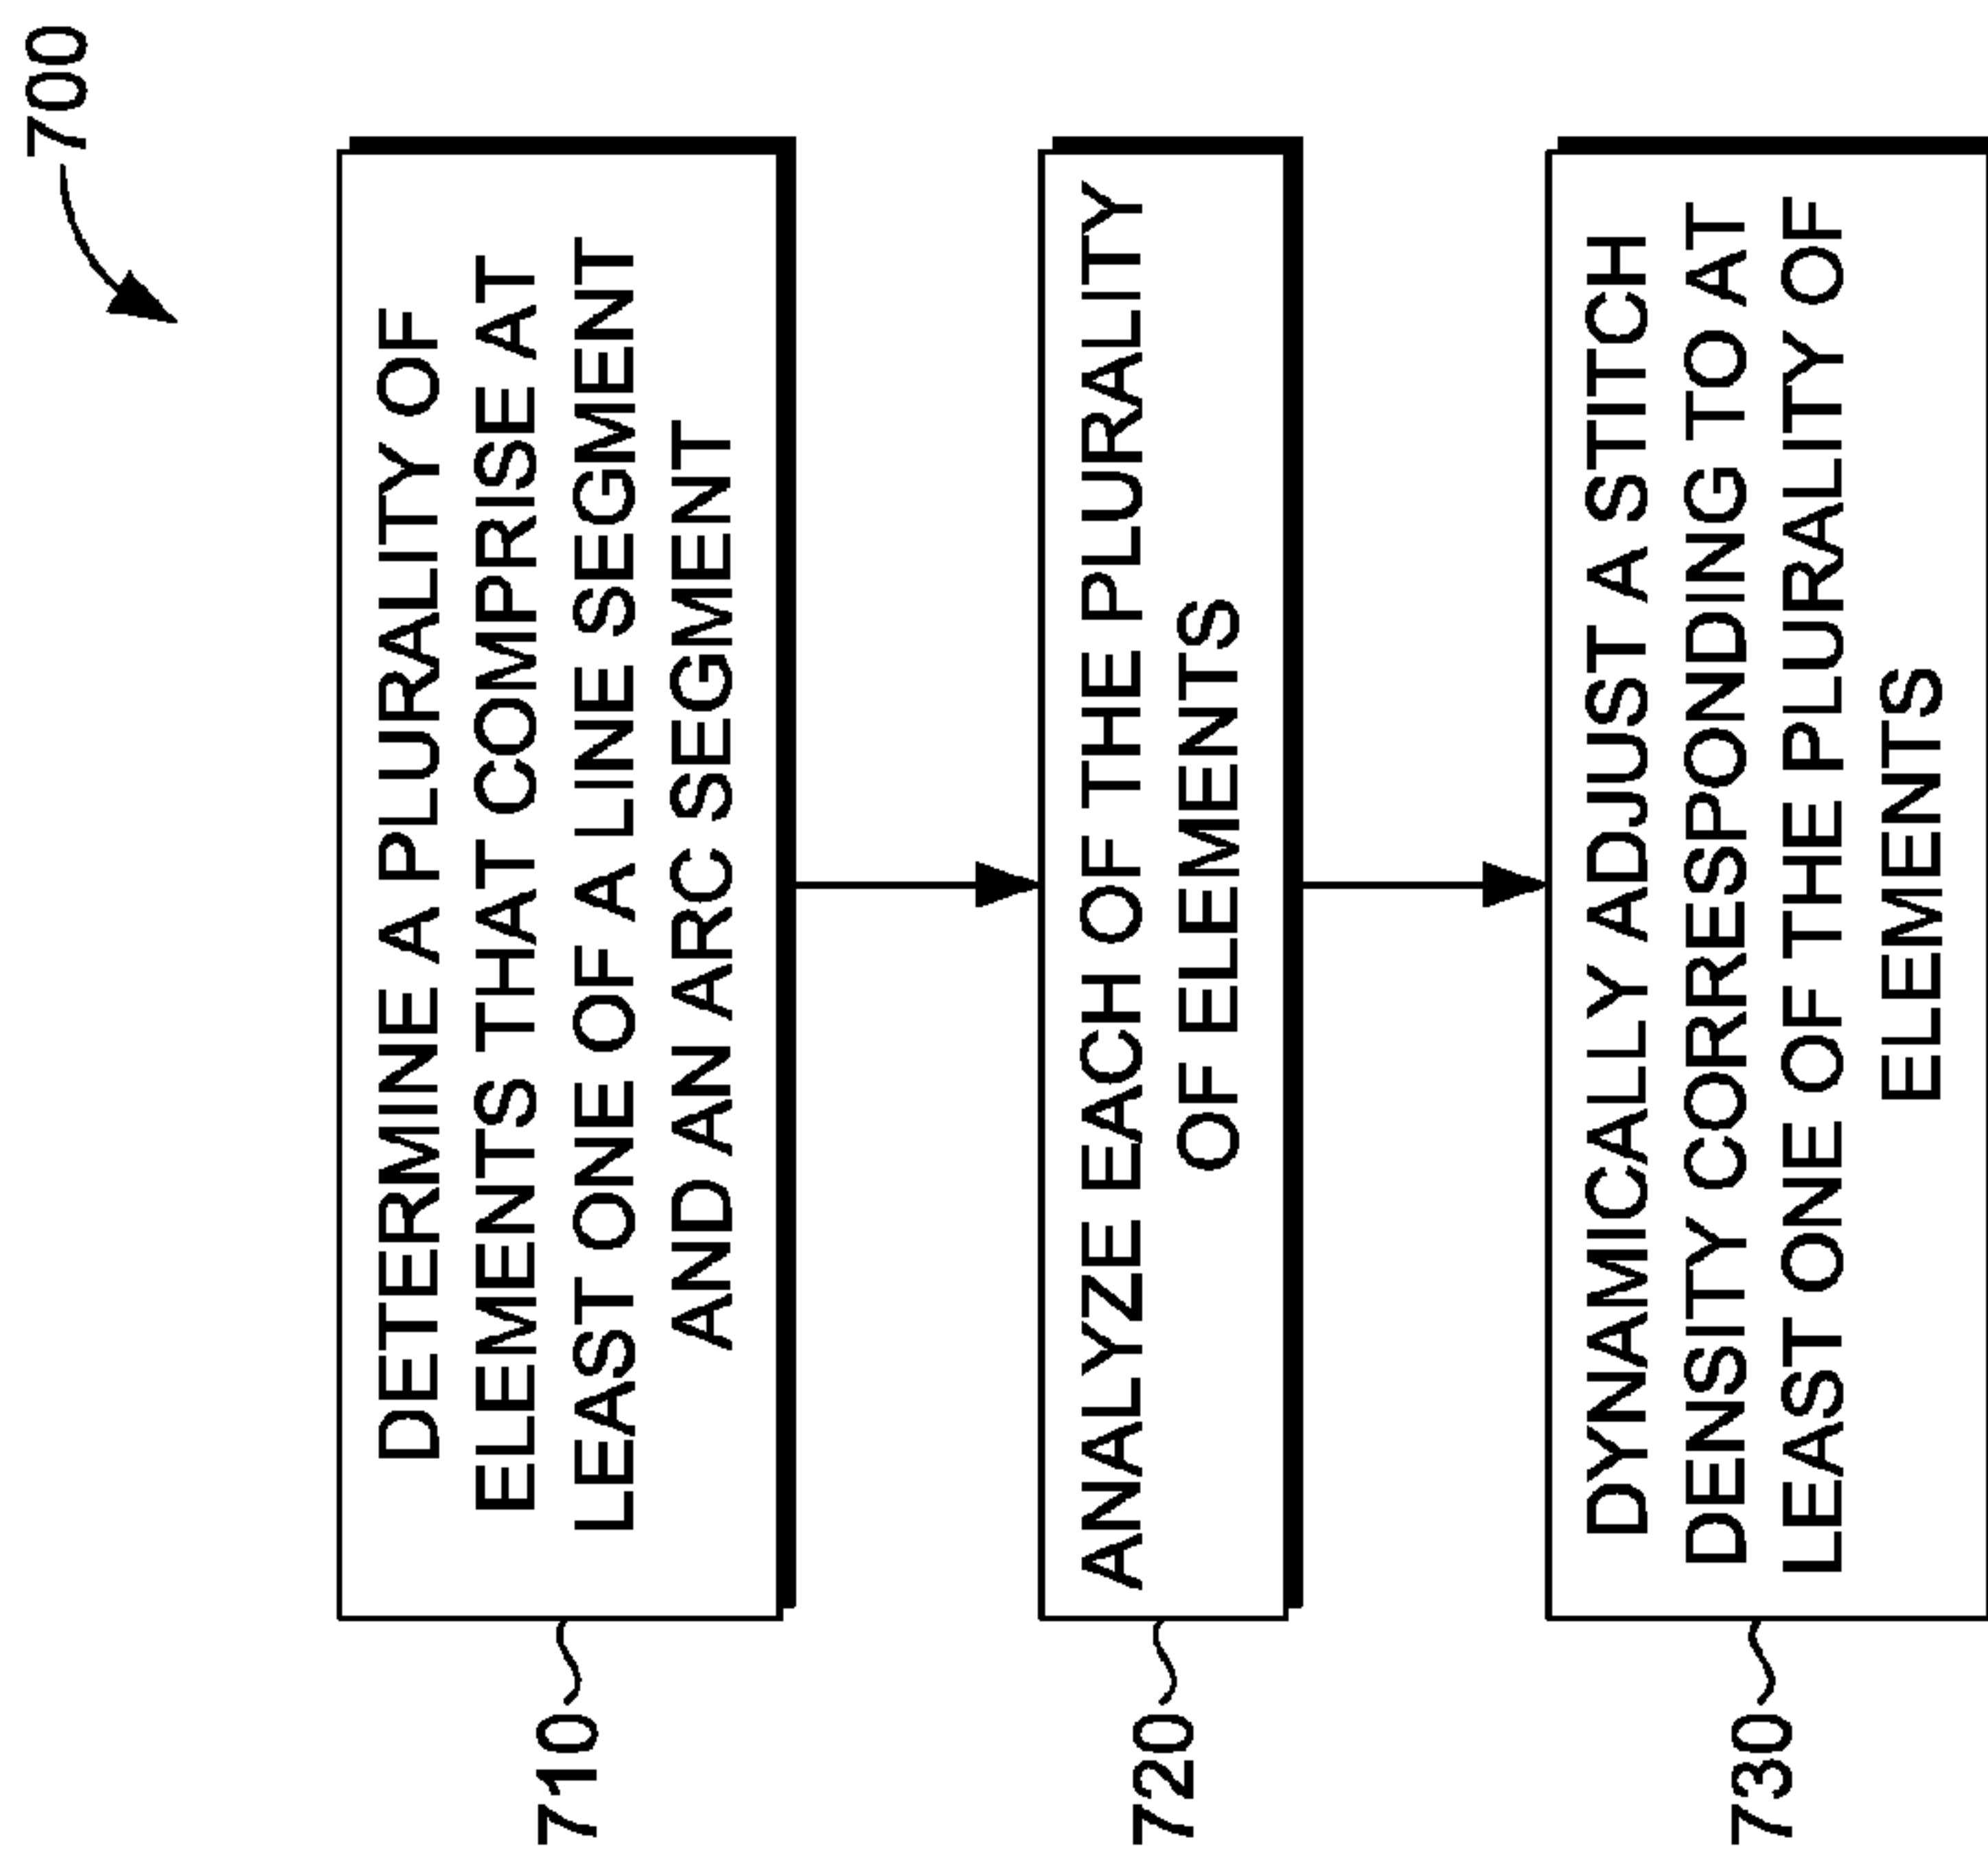 700
710
DETERMINE A PLURALITY OF
ELEMENTS THAT COMPRISE AT
LEAST ONE OF A LINE SEGMENT
AND AN ARC SEGMENT
720
ANALYZE EACH OF THE PLURALITY
OF ELEMENTS
730
DYNAMICALLY ADJUST A STITCH
DENSITY CORRESPONDING TO AT
LEAST ONE OF THE PLURALITY OF
ELEMENTS